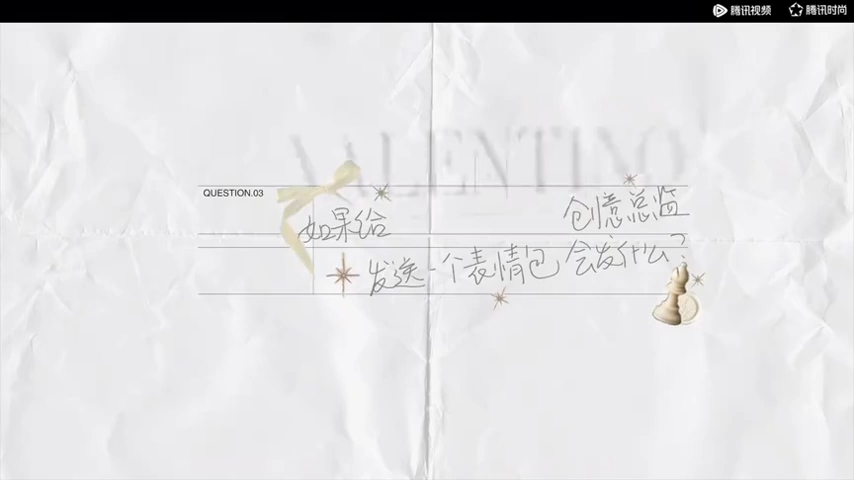 腾讯视频 腾讯时尚
VALENTINO
QUESTION.03
如果给 创意总监
发送一个表情包 会发什么?